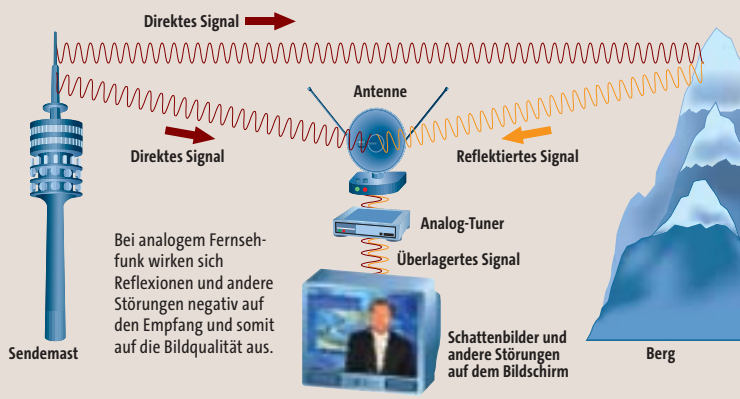 Direktes Signal
Antenne
Direktes Signal
Reflektiertes Signal
Analog-Tuner
Bei analogem Fernseh-
funk wirken sich
Reflexionen und andere
Störungen negativ auf
den Empfang und somit
auf die Bildqualität aus.
Überlagertes Signal
Sendemast
Schattenbilder und
andere Störungen
auf dem Bildschirm
Berg